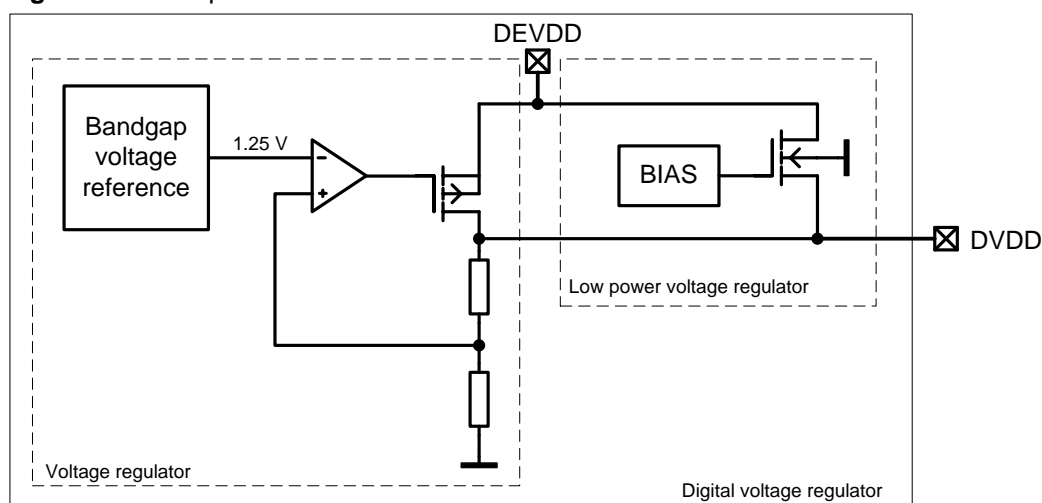 DEVDD
Bandgap
voltage
reference
1.25 V
−
+
BIAS
DVDD
Low power voltage regulator
Voltage regulator
Digital voltage regulator